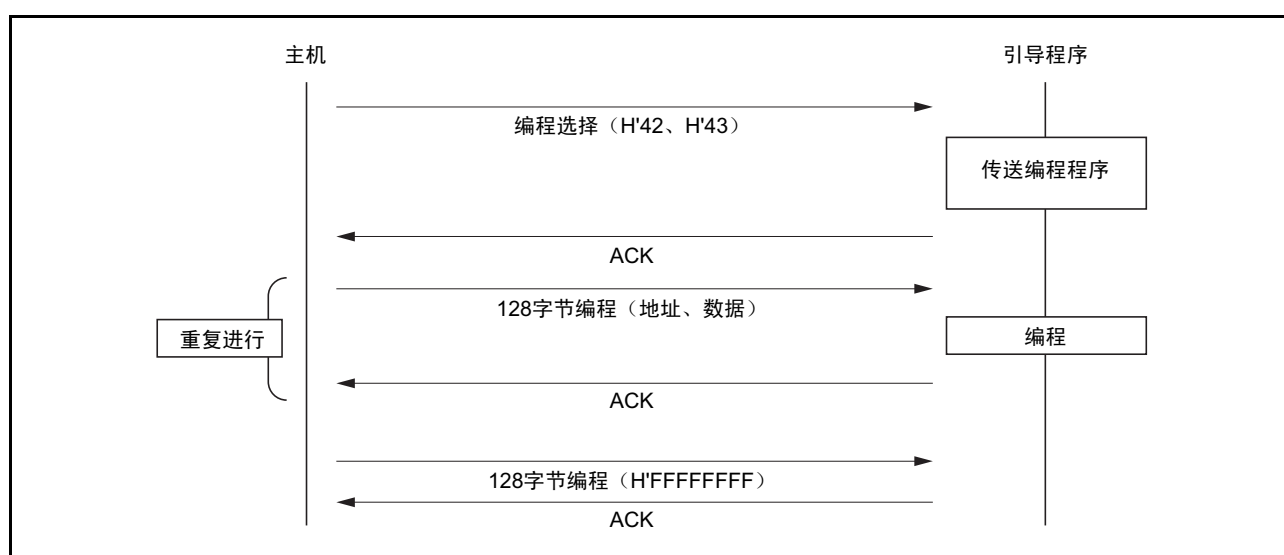 主机
引导程序
编程选择（H'42、H'43）
传送编程程序
ACK
128字节编程（地址、数据）
重复进行
编程
ACK
128字节编程（H'FFFFFFFF）
ACK